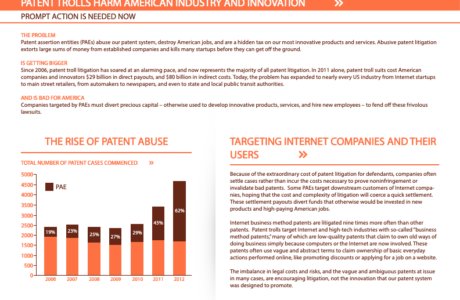 PATENT TROLLS HARM AMERICAN INDUSTRY AND INNOVATION
PROMPT ACTION IS NEEDED NOW
THE PROBLEM
Patent assertion entities (PAEs) abuse our patent system, destroy American jobs, and are a hidden tax on our most innovative products and services. Abusive patent litigation
extorts large sums of money from established companies and kills many startups before they can get off the ground.
IS GETTING BIGGER
Since 2006, patent troll litigation has soared at an alarming pace, and now represents the majority of all patent litigation. In 2011 alone, patent troll suits cost American
companies and innovators $29 billion in direct payouts, and $80 billion in indirect costs. Today, the problem has expanded to nearly every US industry from Internet startups
to main street retailers, from automakers to newspapers, and even to state and local public transit authorities.
AND IS BAD FOR AMERICA
Companies targeted by PAEs must divert precious capital – otherwise used to develop innovative products, services, and hire new employees – to fend off these frivolous
lawsuits.
THE RISE OF PATENT ABUSE
TOTAL NUMBER OF PATENT CASES COMMENCED:
5000
4500
4000
3500
3000
2500
2000
1500
1000
500
0
PAE
19%
23%
25%
27%
29%
45%
62%
2006
2007
2008
2009
2010
2011
2012
TARGETING INTERNET COMPANIES AND THEIR
USERS
Because of the extraordinary cost of patent litigation for defendants, companies often
settle cases rather than incur the costs necessary to prove noninfringement or
invalidate bad patents. Some PAEs target downstream customers of Internet compa-
nies, hoping that the cost and complexity of litigation will coerce a quick settlement.
These settlement payouts divert funds that otherwise would be invested in new
products and high-paying American jobs.
Internet business method patents are litigated nine times more often than other
patents. Patent trolls target Internet and high-tech industries with so-called "business
method patents," many of which are low-quality patents that claim to own old ways of
doing business simply because computers or the Internet are now involved. These
patents often use vague and abstract terms to claim ownership of basic everyday
actions performed online, like promoting discounts or applying for a job on a website.
The imbalance in legal costs and risks, and the vague and ambiguous patents at issue
in many cases, are encouraging litigation, not the innovation that our patent system
was designed to promote.